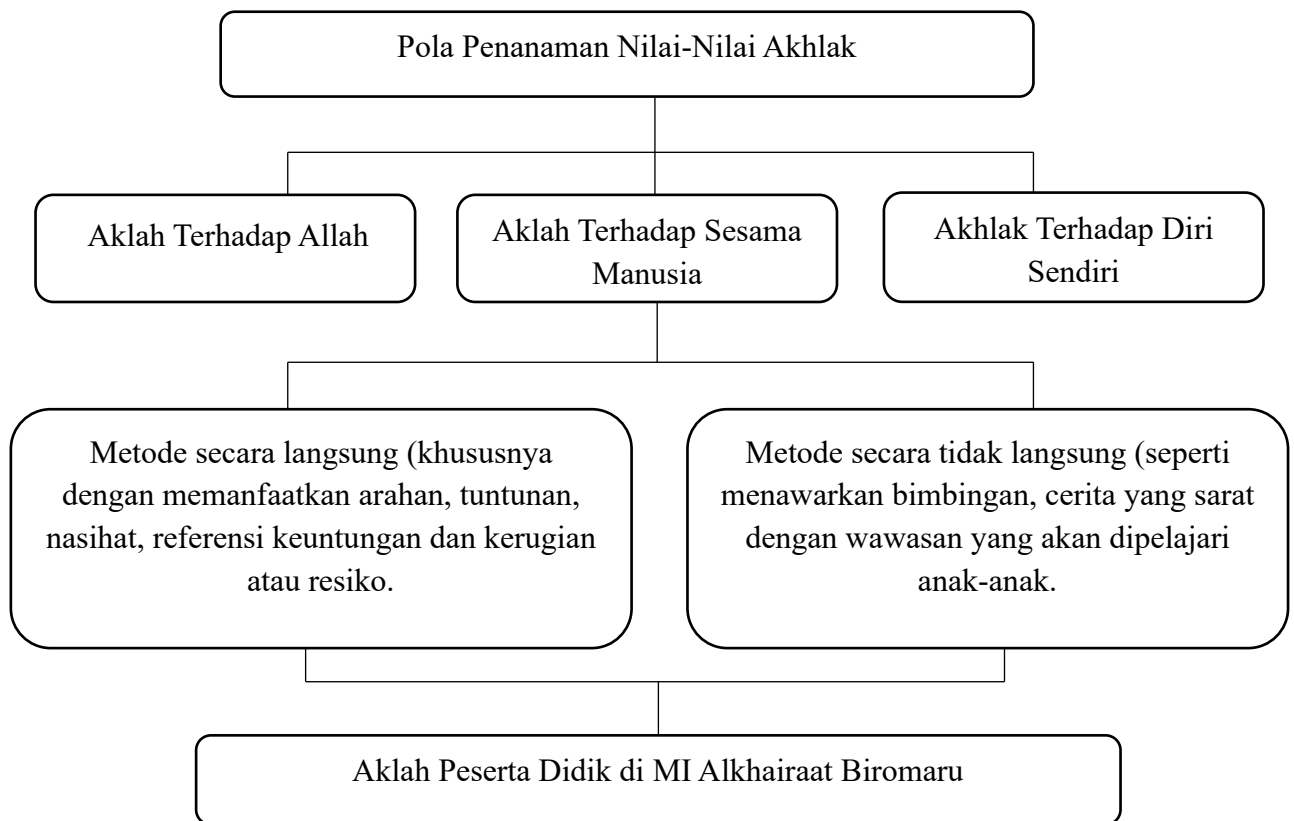 Pola Penanaman Nilai-Nilai Akhlak
Aklah Terhadap Allah
Aklah Terhadap Sesama
Manusia
Akhlak Terhadap Diri
Sendiri
Metode secara langsung (khususnya
dengan memanfaatkan arahan, tuntunan,
nasihat, referensi keuntungan dan kerugian
atau resiko.
Metode secara tidak langsung (seperti
menawarkan bimbingan, cerita yang sarat
dengan wawasan yang akan dipelajari
anak-anak.
Aklah Peserta Didik di MI Alkhairaat Biromaru